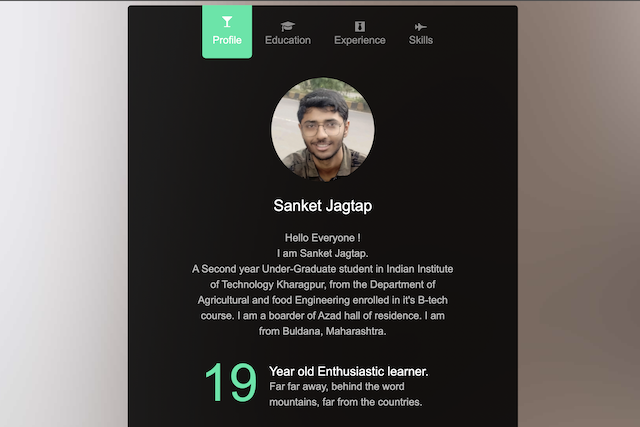 Profile
Education
Experience
Skills
Sanket Jagtap
Hello Everyone !
I am Sanket Jagtap.
A Second year Under-Graduate student in Indian Institute
of Technology Kharagpur, from the Department of
Agricultural and food Engineering enrolled in it's B-tech
course. I am a boarder of Azad hall of residence. I am
from Buldana, Maharashtra.
19
Year old Enthusiastic learner.
Far far away, behind the word
mountains, far from the countries.